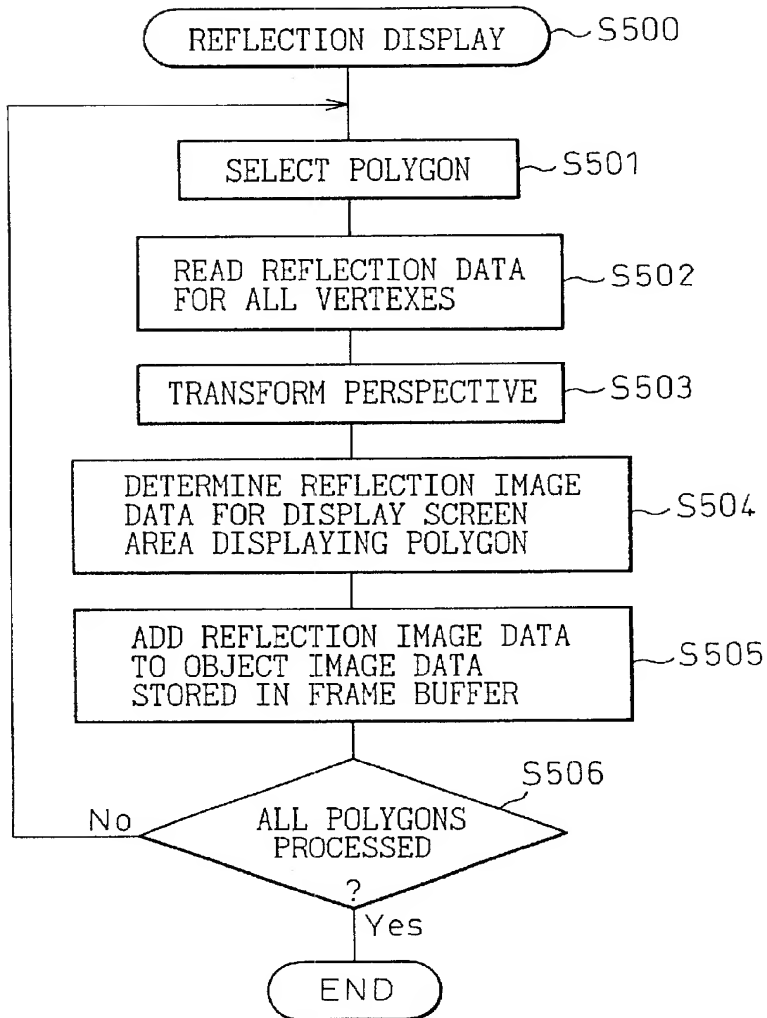 REFLECTION DISPLAY
S500
SELECT POLYGON
S501
READ REFLECTION DATA
FOR ALL VERTEXES
S502
TRANSFORM PERSPECTIVE
S503
DETERMINE REFLECTION IMAGE
DATA FOR DISPLAY SCREEN
AREA DISPLAYING POLYGON
S504
ADD REFLECTION IMAGE DATA
TO OBJECT IMAGE DATA
STORED IN FRAME BUFFER
S505
S506
No
ALL POLYGONS
PROCESSED
?
Yes
END